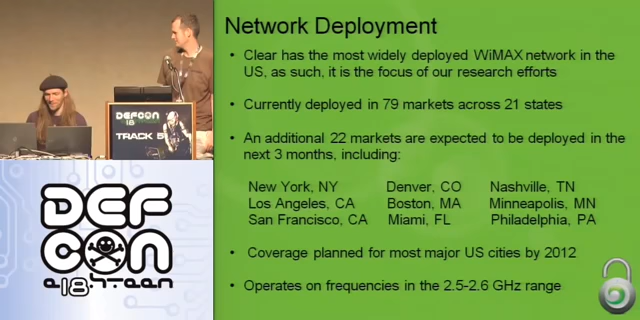 Network Deployment
• Clear has the most widely deployed WiMAX network in the
US, as such, it is the focus of our research efforts
• Currently deployed in 79 markets across 21 states
• An additional 22 markets are expected to be deployed in the
next 3 months, including:
New York, NY Denver, CO Nashville, TN
Los Angeles, CA Boston, MA Minneapolis, MN
San Francisco, CA Miami, FL Philadelphia, PA
• Coverage planned for most major US cities by 2012
• Operates on frequencies in the 2.5-2.6 GHz range
DEFCON
18
TRACK 5
DEF
CON
e18h.teen